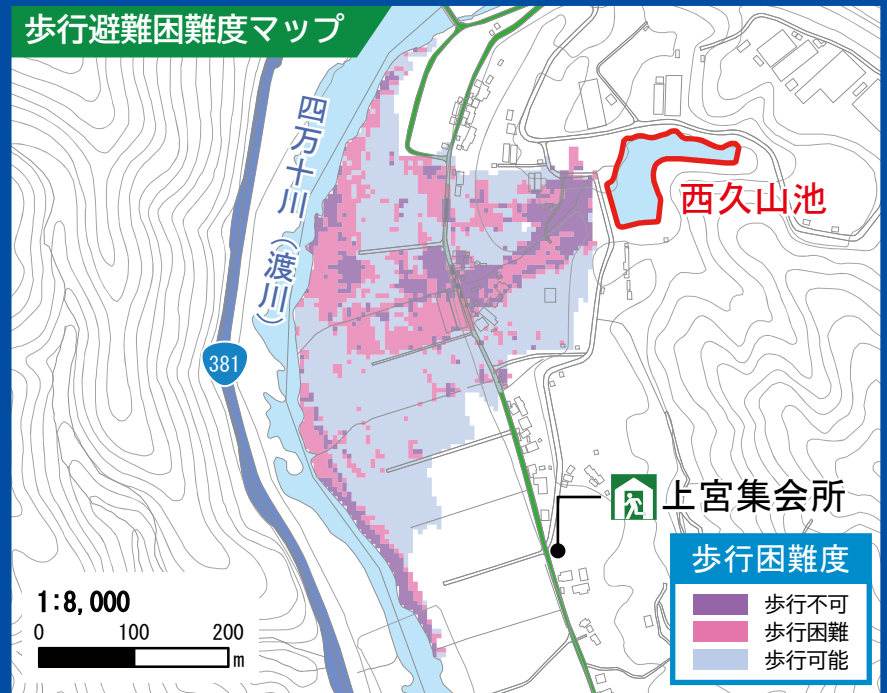 歩行避難困難度マップ
四万十川（渡川）
西久山池
381
上宮集会所
歩行困難度
歩行不可
歩行困難
歩行可能
1:8,000
0 100 200
m